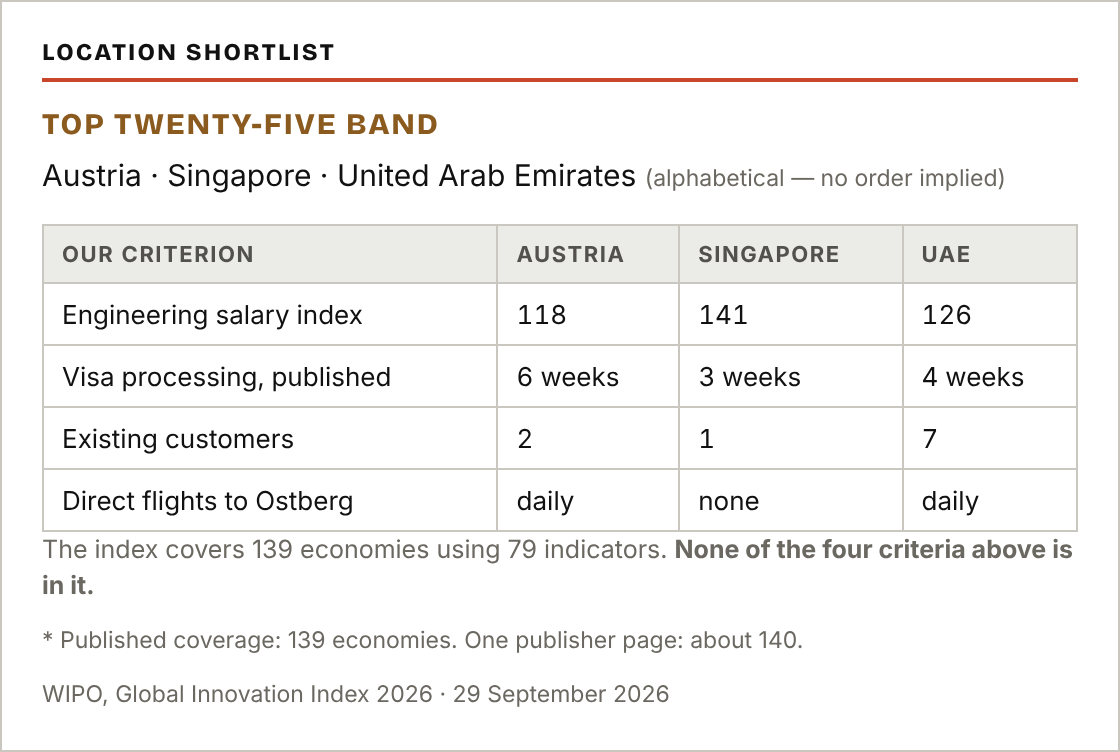 LOCATION SHORTLIST
TOP TWENTY-FIVE BAND
Austria · Singapore · United Arab Emirates (alphabetical — no order implied)
OUR CRITERION AUSTRIA SINGAPORE UAE
Engineering salary index 118 141 126
Visa processing, published 6 weeks 3 weeks 4 weeks
Existing customers 2 1 7
Direct flights to Ostberg daily none daily
The index covers 139 economies using 79 indicators. None of the four criteria above is
in it.
* Published coverage: 139 economies. One publisher page: about 140.
WIPO, Global Innovation Index 2026 · 29 September 2026